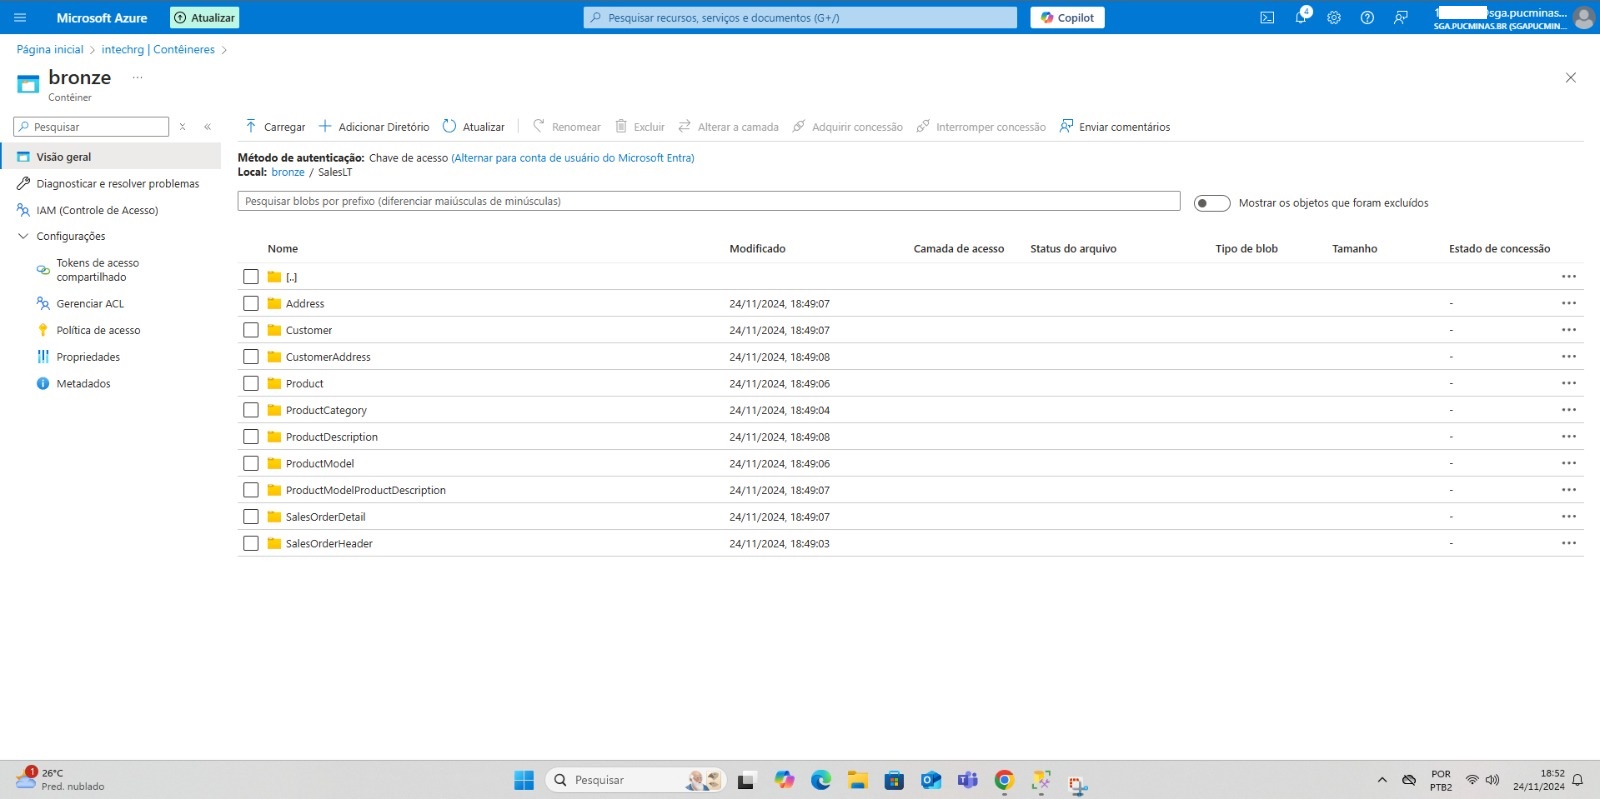 Microsoft Azure
Atualizar
Pesquisar recursos, serviços e documentos (G+/)
Copilot
4
sga.pucminas...
SGA.PUCMINAS.BR (SGAPUCMIN...
Página inicial > intechrg | Contêineres >
bronze ...
Contêiner
Pesquisar
Carregar
Adicionar Diretório
Atualizar
Renomear
Excluir
Alterar a camada
Adquirir concessão
Interromper concessão
Enviar comentários
Visão geral
Diagnosticar e resolver problemas
IAM (Controle de Acesso)
Configurações
Tokens de acesso
compartilhado
Gerenciar ACL
Política de acesso
Propriedades
Metadados
Método de autenticação: Chave de acesso (Alternar para conta de usuário do Microsoft Entra)
Local: bronze / SalesLT
Pesquisar blobs por prefixo (diferenciar maiúsculas de minúsculas)
Mostrar os objetos que foram excluídos
Nome Modificado Camada de acesso Status do arquivo Tipo de blob Tamanho Estado de concessão
[..]
Address 24/11/2024, 18:49:07 -
Customer 24/11/2024, 18:49:07 -
CustomerAddress 24/11/2024, 18:49:08 -
Product 24/11/2024, 18:49:06 -
ProductCategory 24/11/2024, 18:49:04 -
ProductDescription 24/11/2024, 18:49:08 -
ProductModel 24/11/2024, 18:49:06 -
ProductModelProductDescription 24/11/2024, 18:49:07 -
SalesOrderDetail 24/11/2024, 18:49:07 -
SalesOrderHeader 24/11/2024, 18:49:03 -
1
26°C
Pred. nublado
Pesquisar
POR
PTB2
18:52
24/11/2024